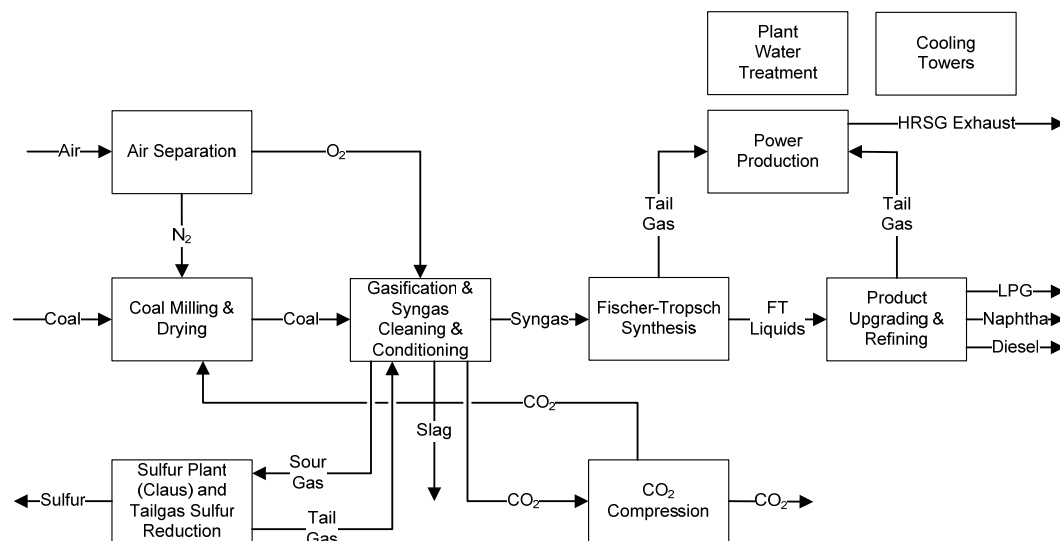 Plant
Water
Treatment
Cooling
Towers
Air
Air Separation
O₂
Power
Production
HRSG Exhaust
N₂
Tail
Gas
Tail
Gas
Coal
Coal Milling &
Drying
Coal
Gasification &
Syngas
Cleaning &
Conditioning
Syngas
Fischer-Tropsch
Synthesis
FT
Liquids
Product
Upgrading &
Refining
LPG
Naphtha
Diesel
CO₂
Slag
Sulfur
Sulfur Plant
(Claus) and
Tailgas Sulfur
Reduction
Sour
Gas
Tail
Gas
CO₂
CO₂
Compression
CO₂